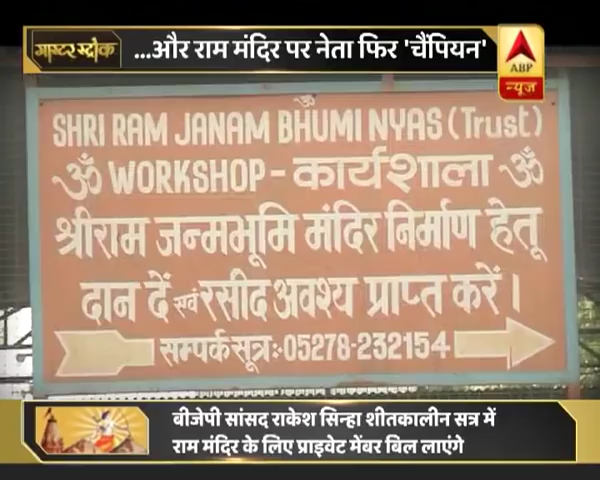 मास्टर स्ट्रोक
...और राम मंदिर पर नेता फिर 'चैंपियन'
ABP
न्यूज़
ॐ
SHRI RAM JANAM BHUMI NYAS (Trust)
ॐ WORKSHOP - कार्यशाला ॐ
श्रीराम जन्मभूमि मंदिर निर्माण हेतू
दान दें एवं रसीद अवश्य प्राप्त करें।
सम्पर्क सूत्र:-05278-232154
बीजेपी सांसद राकेश सिन्हा शीतकालीन सत्र में
राम मंदिर के लिए प्राइवेट मेंबर बिल लाएंगे